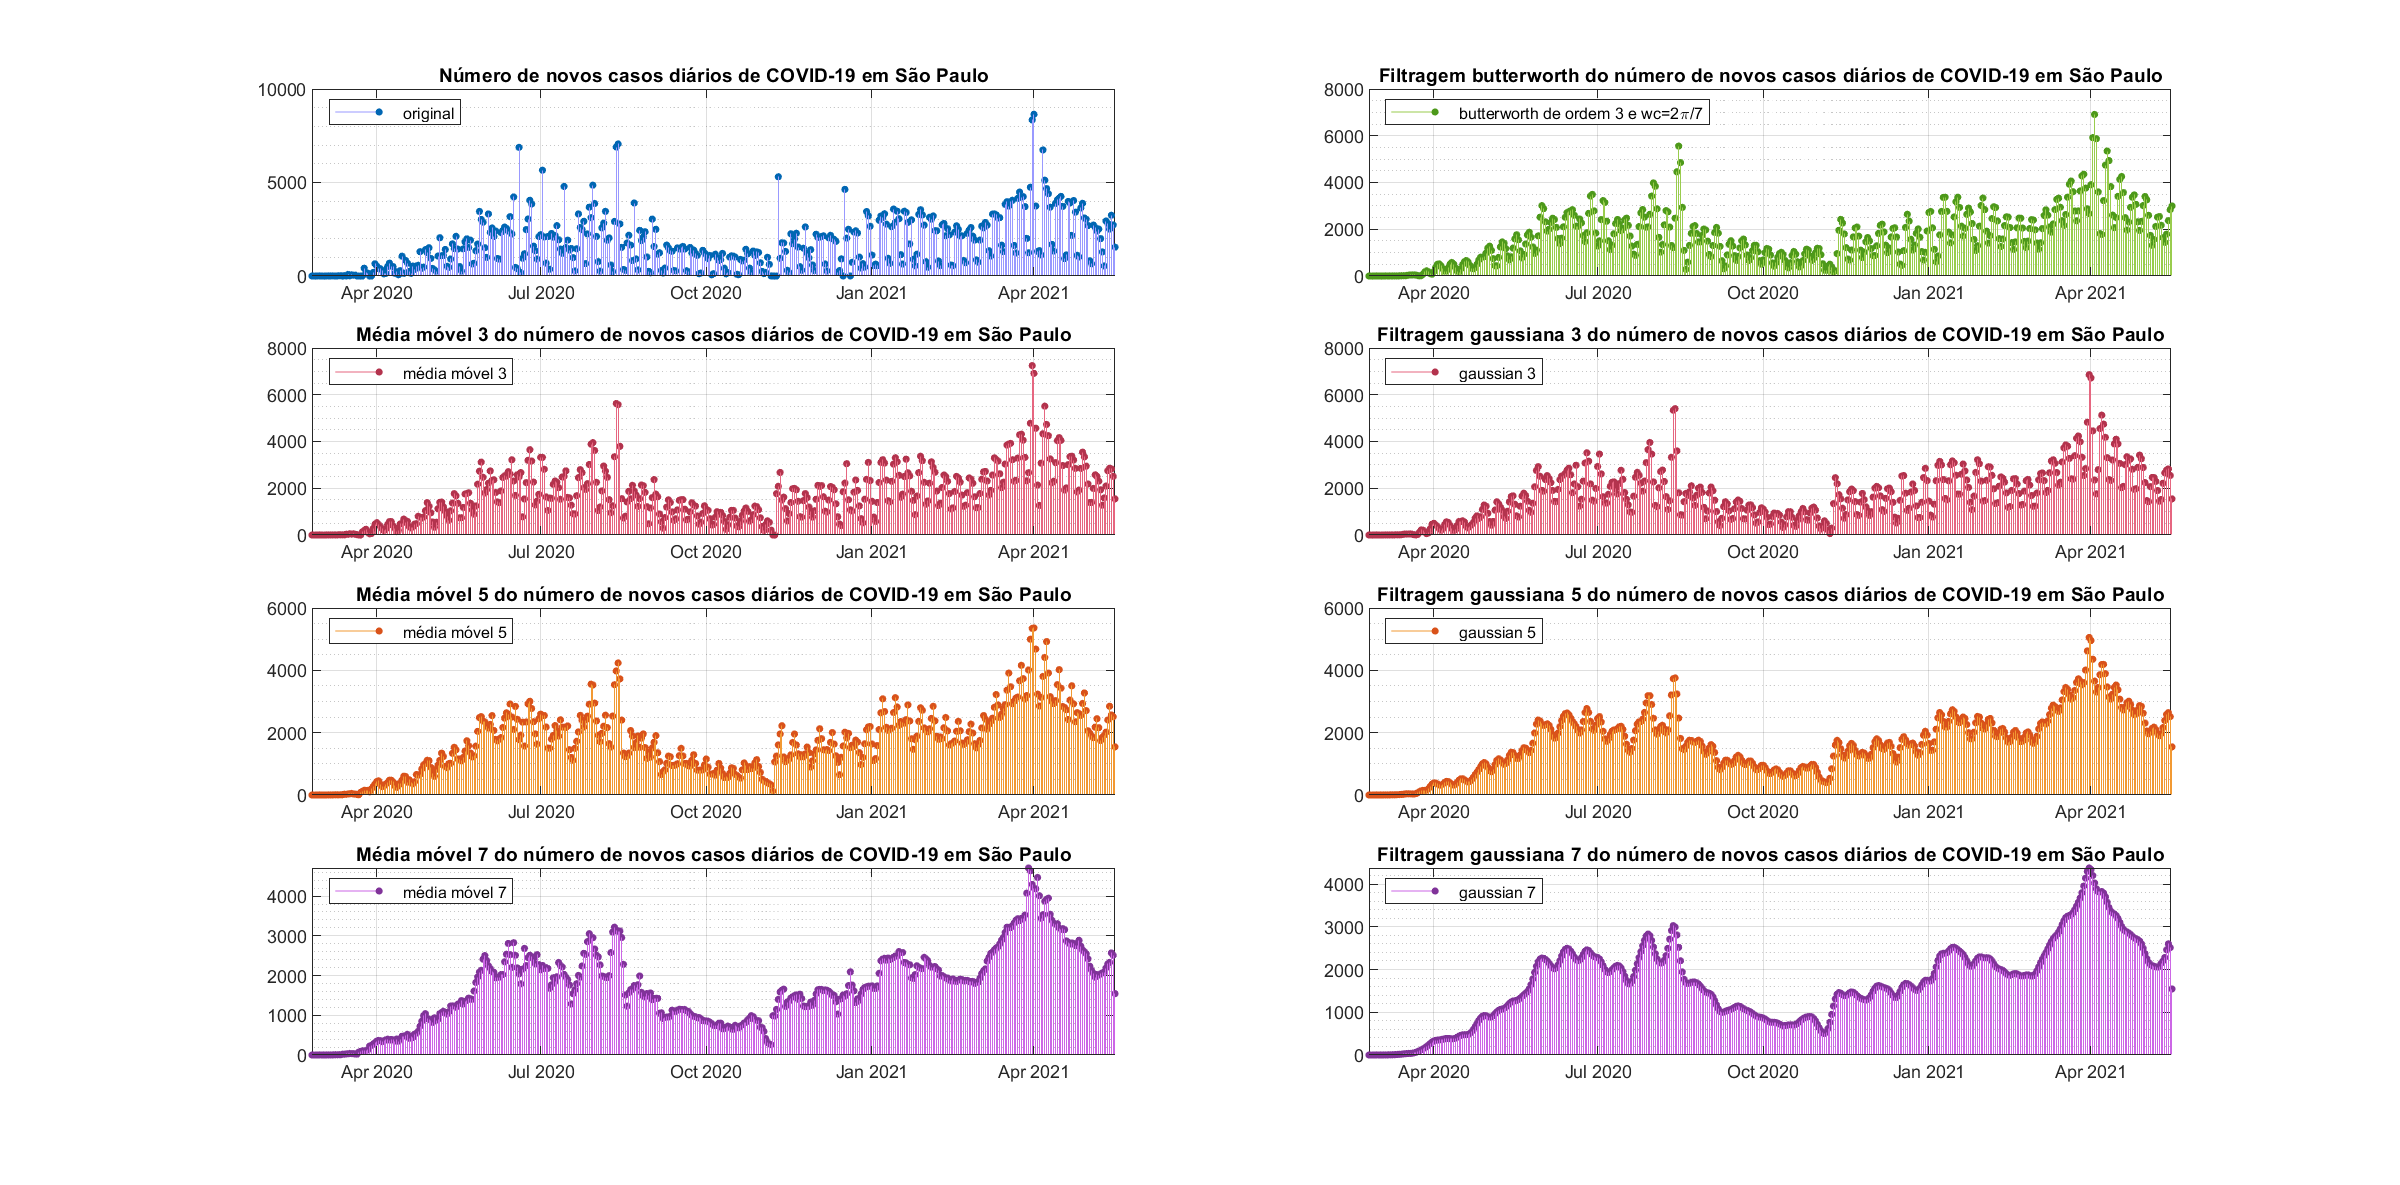 Número de novos casos diários de COVID-19 em São Paulo
10000
5000
0
original
Apr 2020 Jul 2020 Oct 2020 Jan 2021 Apr 2021
Filtragem butterworth do número de novos casos diários de COVID-19 em São Paulo
8000
6000
4000
2000
0
butterworth de ordem 3 e wc=2π/7
Apr 2020 Jul 2020 Oct 2020 Jan 2021 Apr 2021
Média móvel 3 do número de novos casos diários de COVID-19 em São Paulo
8000
6000
4000
2000
0
média móvel 3
Apr 2020 Jul 2020 Oct 2020 Jan 2021 Apr 2021
Filtragem gaussiana 3 do número de novos casos diários de COVID-19 em São Paulo
8000
6000
4000
2000
0
gaussian 3
Apr 2020 Jul 2020 Oct 2020 Jan 2021 Apr 2021
Média móvel 5 do número de novos casos diários de COVID-19 em São Paulo
6000
4000
2000
0
média móvel 5
Apr 2020 Jul 2020 Oct 2020 Jan 2021 Apr 2021
Filtragem gaussiana 5 do número de novos casos diários de COVID-19 em São Paulo
6000
4000
2000
0
gaussian 5
Apr 2020 Jul 2020 Oct 2020 Jan 2021 Apr 2021
Média móvel 7 do número de novos casos diários de COVID-19 em São Paulo
4000
3000
2000
1000
0
média móvel 7
Apr 2020 Jul 2020 Oct 2020 Jan 2021 Apr 2021
Filtragem gaussiana 7 do número de novos casos diários de COVID-19 em São Paulo
4000
3000
2000
1000
0
gaussian 7
Apr 2020 Jul 2020 Oct 2020 Jan 2021 Apr 2021